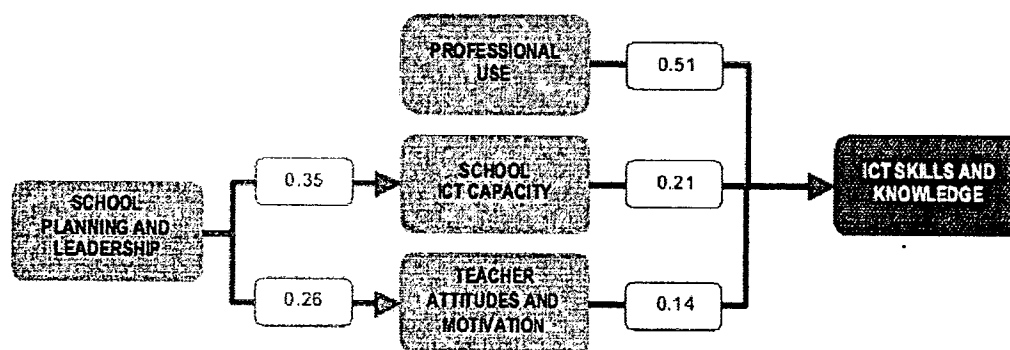 PROFESSIONAL
USE
0.51
SCHOOL
PLANNING AND
LEADERSHIP
0.35
SCHOOL
ICT CAPACITY
0.21
ICT SKILLS AND
KNOWLEDGE
0.26
TEACHER
ATTITUDES AND
MOTIVATION
0.14